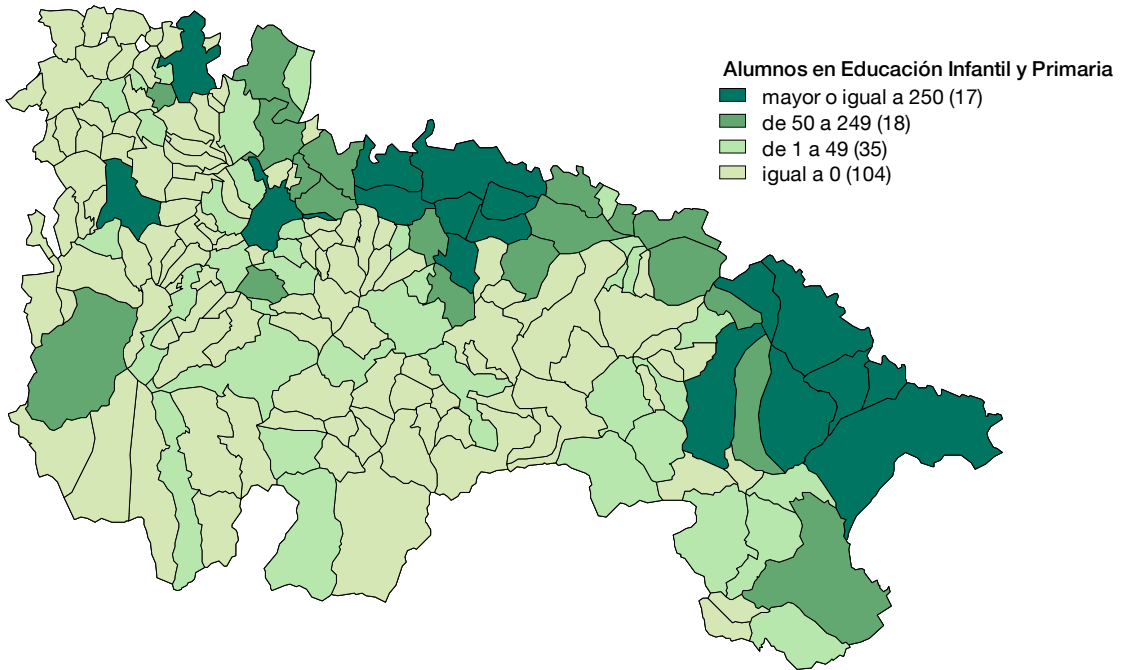 Alumnos en Educación Infantil y Primaria
mayor o igual a 250 (17)
de 50 a 249 (18)
de 1 a 49 (35)
igual a 0 (104)